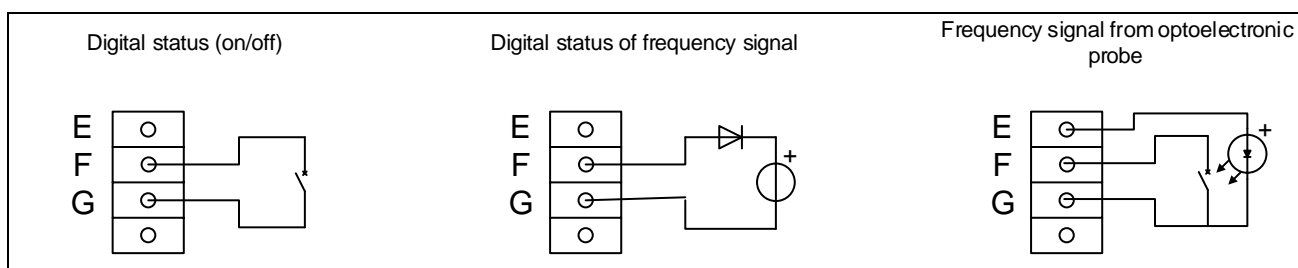 Digital status (on/off)
Digital status of frequency signal
Frequency signal from optoelectronic
probe
E
F
G
E
F
+
G
E
+
F
G